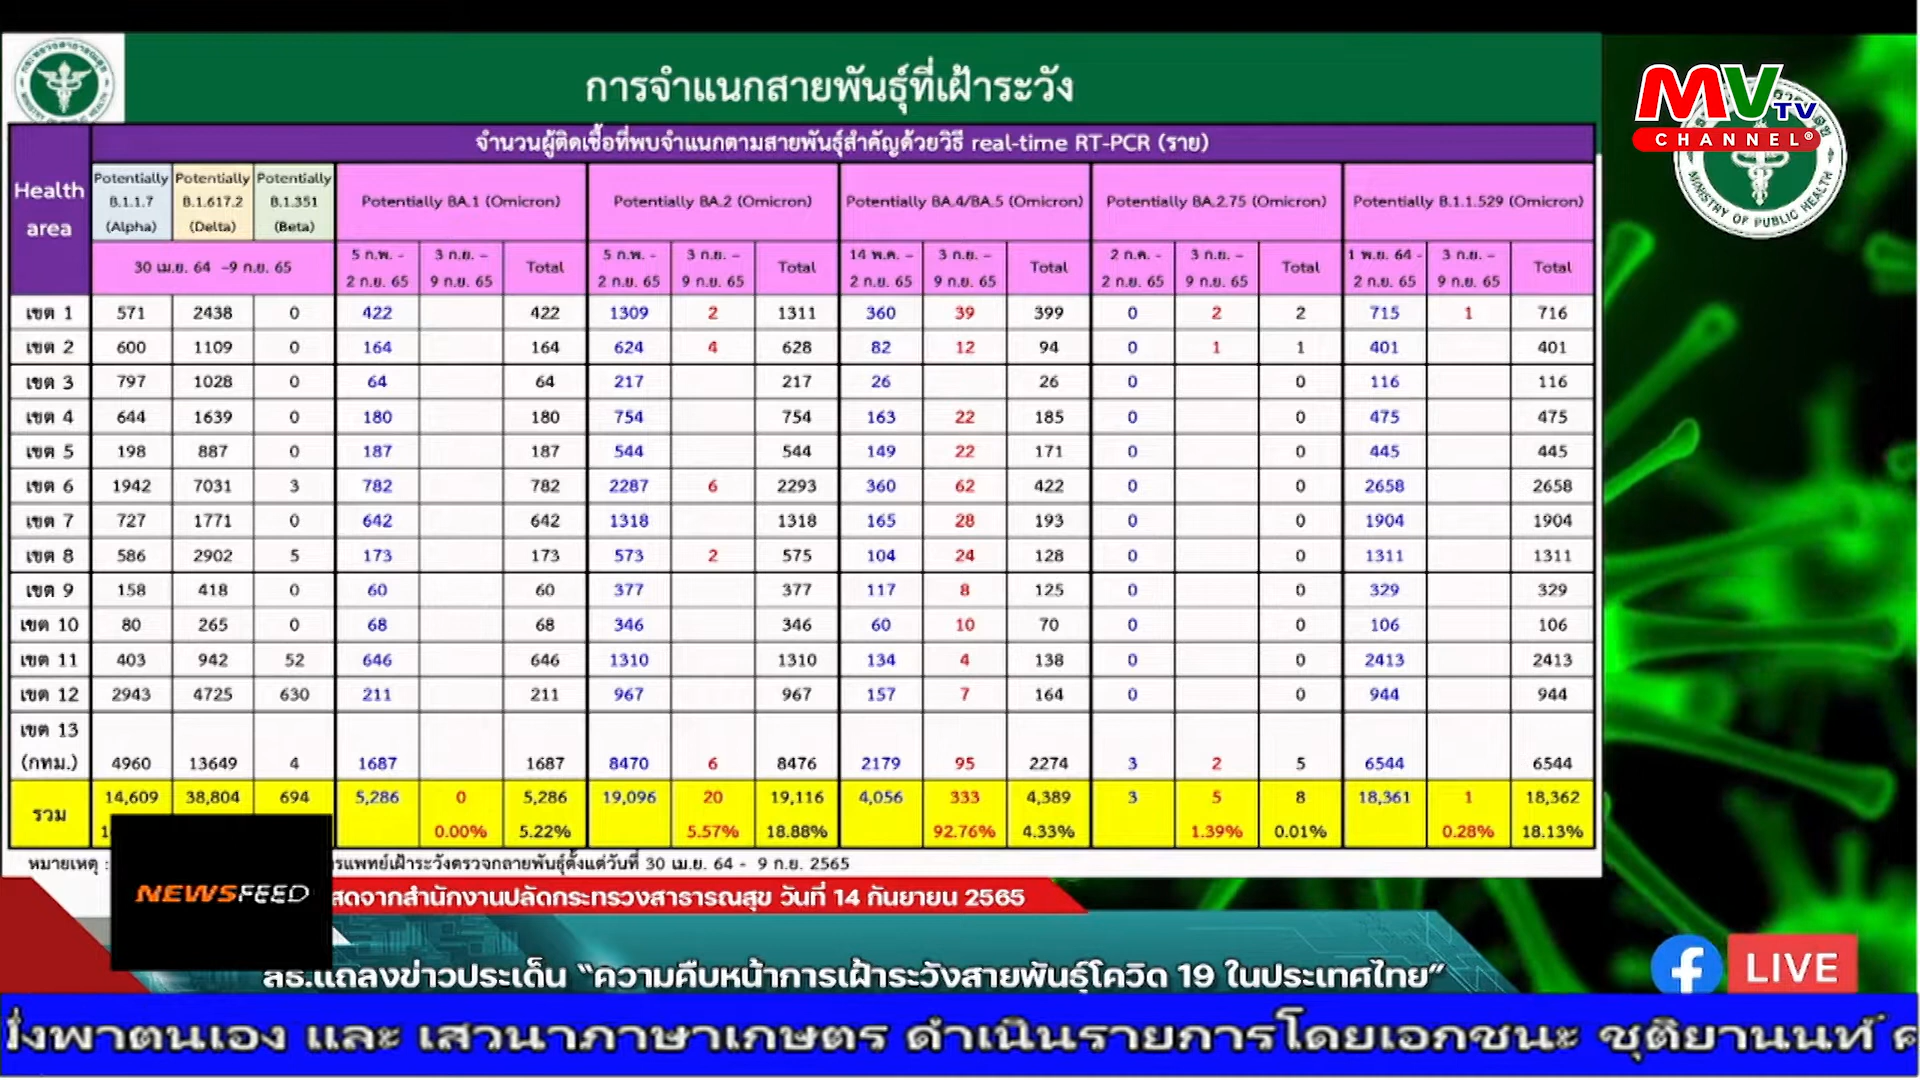 การจำแนกสายพันธุ์ที่เฝ้าระวัง
MVTV
CHANNEL®
MINISTRY OF PUBLIC HEALTH
Health area
จำนวนผู้ติดเชื้อที่พบจำแนกตามสายพันธุ์สำคัญด้วยวิธี real-time RT-PCR (ราย)
Potentially B.1.1.7 (Alpha) Potentially B.1.617.2 (Delta) Potentially B.1.351 (Beta) Potentially BA.1 (Omicron) Potentially BA.2 (Omicron) Potentially BA.4/BA.5 (Omicron) Potentially BA.2.75 (Omicron) Potentially B.1.1.529 (Omicron)
30 เม.ย. 64 -9 ก.ย. 65 5 ก.พ. - 2 ก.ย. 65 3 ก.ย. – 9 ก.ย. 65 Total 5 ก.พ. - 2 ก.ย. 65 3 ก.ย. – 9 ก.ย. 65 Total 14 พ.ค. – 2 ก.ย. 65 3 ก.ย. – 9 ก.ย. 65 Total 2 ก.ค. - 2 ก.ย. 65 3 ก.ย. – 9 ก.ย. 65 Total 1 พ.ย. 64 - 2 ก.ย. 65 3 ก.ย. – 9 ก.ย. 65 Total
เขต 1 571 2438 0 422 422 1309 2 1311 360 39 399 0 2 2 715 1 716
เขต 2 600 1109 0 164 164 624 4 628 82 12 94 0 1 1 401 401
เขต 3 797 1028 0 64 64 217 217 26 26 0 0 116 116
เขต 4 644 1639 0 180 180 754 754 163 22 185 0 0 475 475
เขต 5 198 887 0 187 187 544 544 149 22 171 0 0 445 445
เขต 6 1942 7031 3 782 782 2287 6 2293 360 62 422 0 0 2658 2658
เขต 7 727 1771 0 642 642 1318 1318 165 28 193 0 0 1904 1904
เขต 8 586 2902 5 173 173 573 2 575 104 24 128 0 0 1311 1311
เขต 9 158 418 0 60 60 377 377 117 8 125 0 0 329 329
เขต 10 80 265 0 68 68 346 346 60 10 70 0 0 106 106
เขต 11 403 942 52 646 646 1310 1310 134 4 138 0 0 2413 2413
เขต 12 2943 4725 630 211 211 967 967 157 7 164 0 0 944 944
เขต 13
(กทม.) 4960 13649 4 1687 1687 8470 6 8476 2179 95 2274 3 2 5 6544 6544
รวม 14,609 38,804 694 5,286 0 5,286 19,096 20 19,116 4,056 333 4,389 3 5 8 18,361 1 18,362
0.00% 5.22% 5.57% 18.88% 92.76% 4.33% 1.39% 0.01% 0.28% 18.13%
หมายเหตุ : รแพทย์เฝ้าระวังตรวจกลายพันธุ์ตั้งแต่วันที่ 30 เม.ย. 64 - 9 ก.ย. 2565
NEWSFEED
สดจากสำนักงานปลัดกระทรวงสาธารณสุข วันที่ 14 กันยายน 2565
สธ.แถลงข่าวประเด็น “ความคืบหน้าการเฝ้าระวังสายพันธุ์โควิด 19 ในประเทศไทย”
LIVE
ึ่งพาตนเอง และ เสวนาภาษาเกษตร ดำเนินรายการโดยเอกชนะ ชุติยานนท์ ค